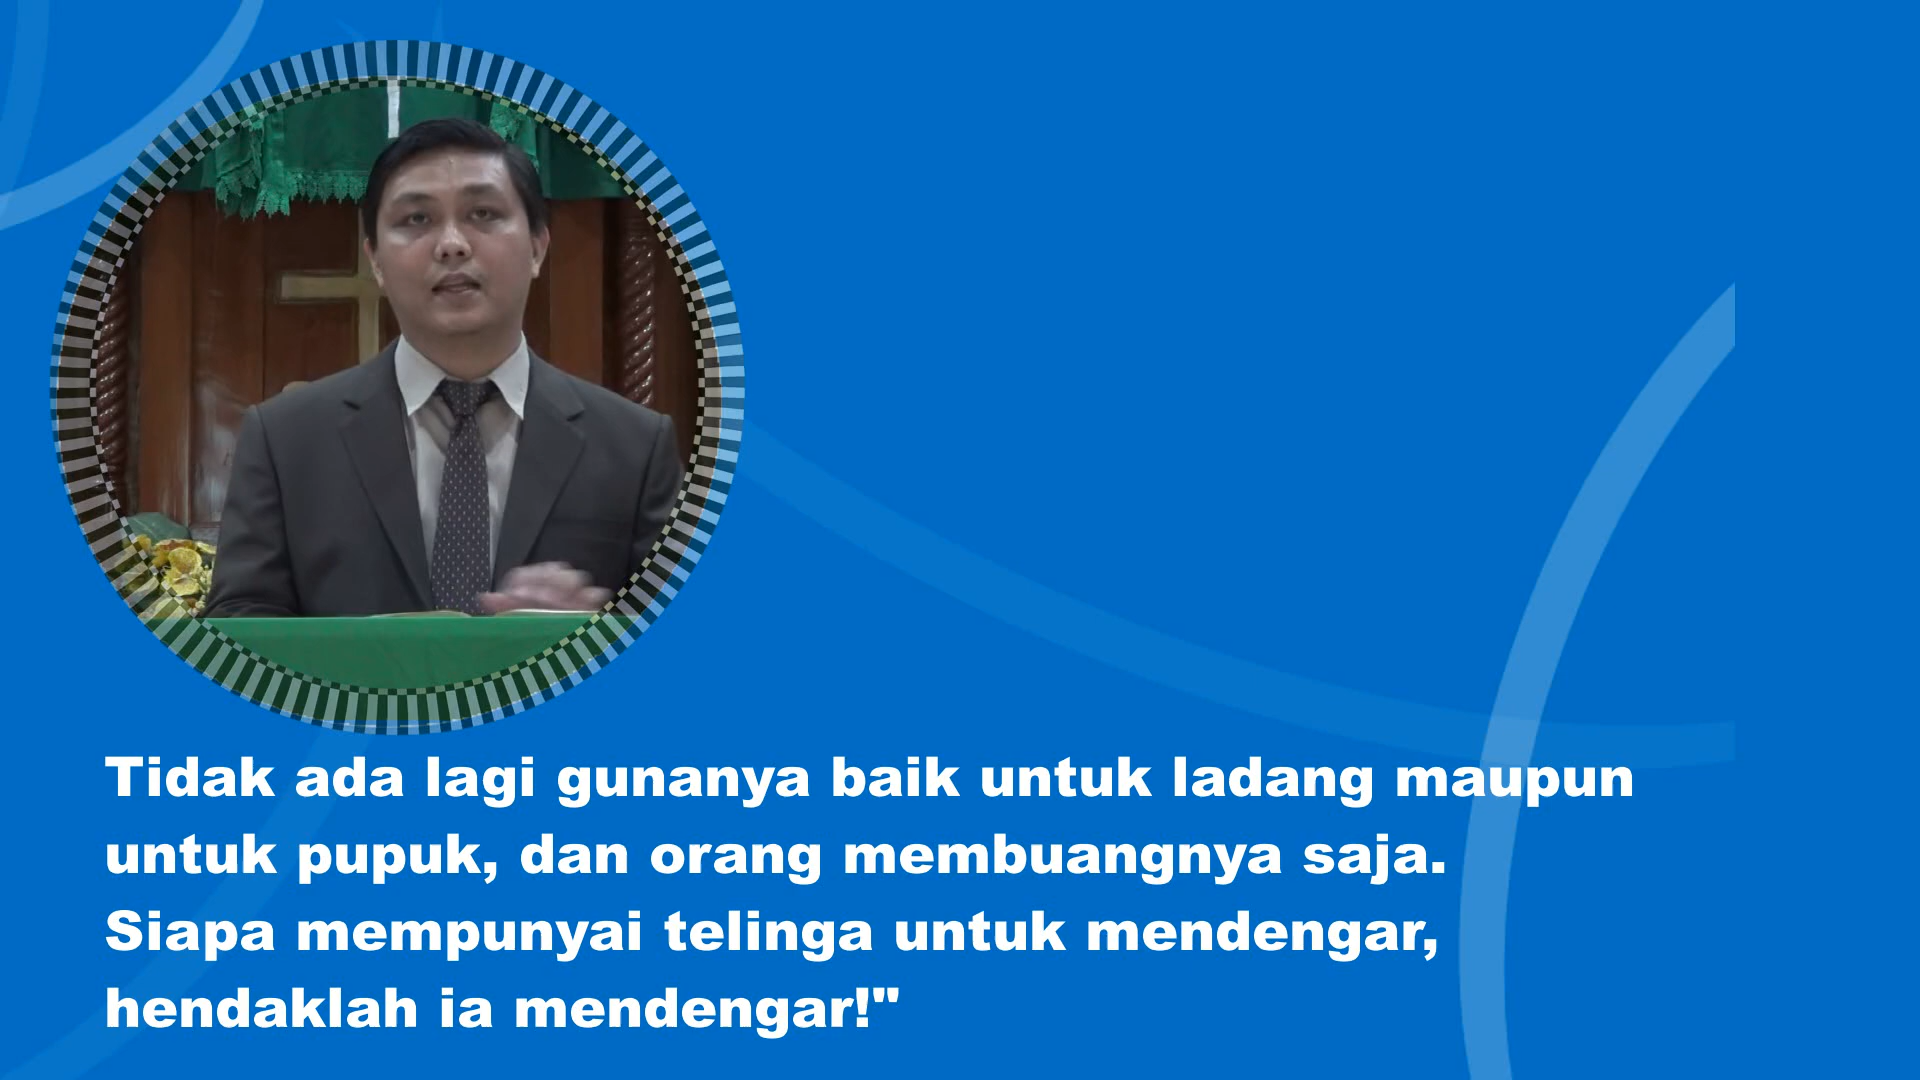 Tidak ada lagi gunanya baik untuk ladang maupun
untuk pupuk, dan orang membuangnya saja.
Siapa mempunyai telinga untuk mendengar,
hendaklah ia mendengar!"